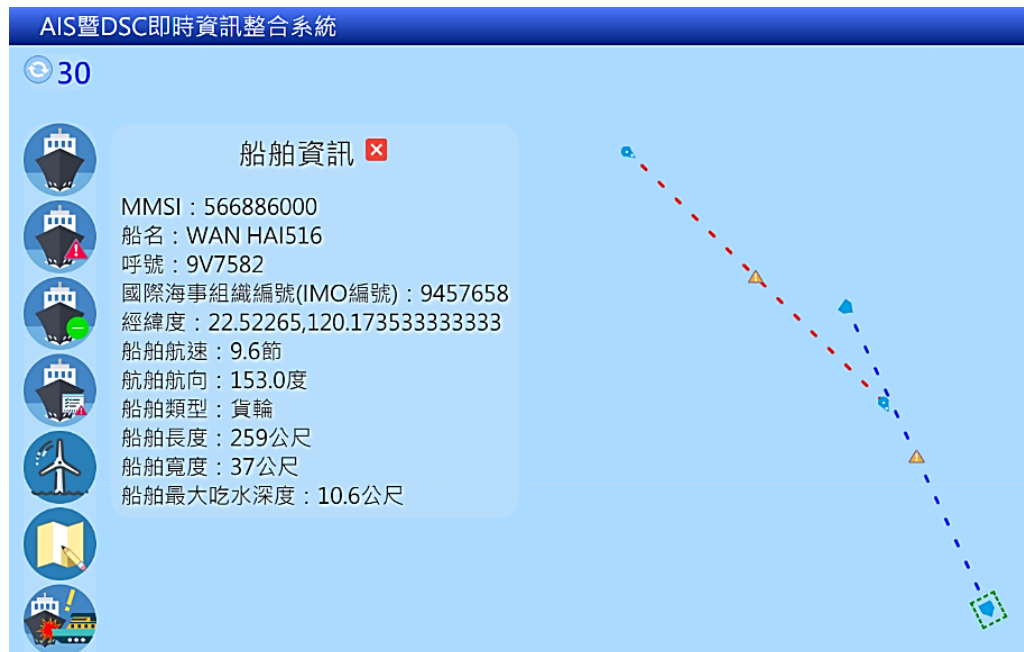 AIS暨DSC即時資訊整合系統
30
船舶資訊
MMSI：566886000
船名：WAN HAI516
呼號：9V7582
國際海事組織編號(IMO編號)：9457658
經緯度：22.52265,120.173533333333
船舶航速：9.6節
航舶航向：153.0度
船舶類型：貨輪
船舶長度：259公尺
船舶寬度：37公尺
船舶最大吃水深度：10.6公尺